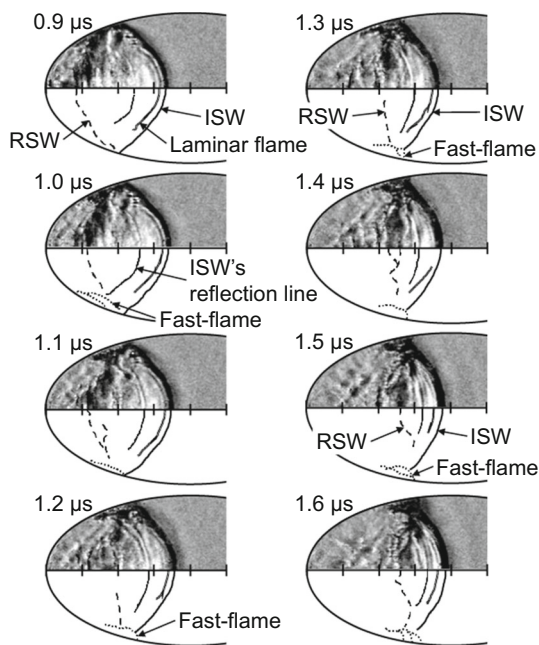 0.9 µs
RSW
ISW
Laminar flame
1.0 µs
ISW's
reflection line
Fast-flame
1.1 µs
1.2 µs
Fast-flame
1.3 µs
RSW
ISW
Fast-flame
1.4 µs
1.5 µs
RSW
ISW
Fast-flame
1.6 µs